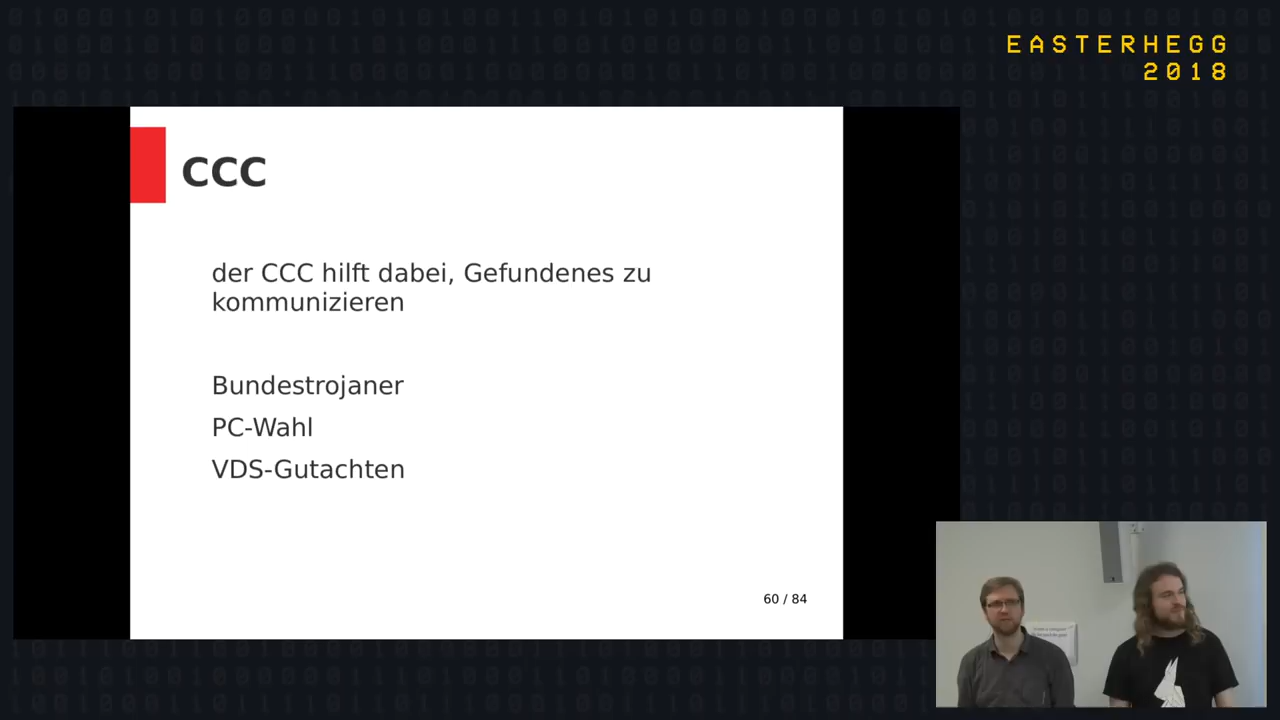 EASTERHEGG
2018
CCC
der CCC hilft dabei, Gefundenes zu
kommunizieren
Bundestrojaner
PC-Wahl
VDS-Gutachten
60 / 84